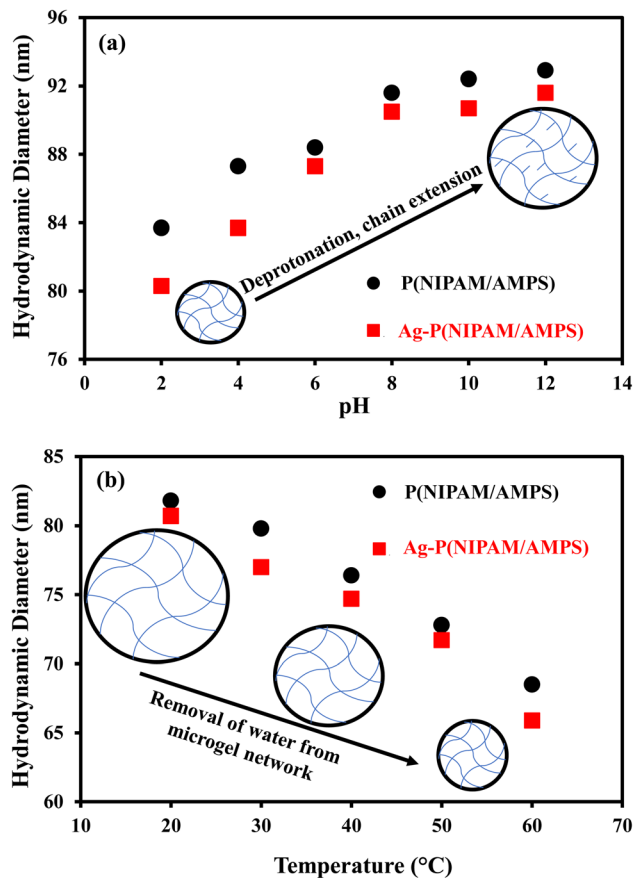 (a)
Hydrodynamic Diameter (nm)
96
92
88
84
80
76
0 2 4 6 8 10 12 14
pH
Deprotonation, chain extension
P(NIPAM/AMPS)
Ag-P(NIPAM/AMPS)
(b)
Hydrodynamic Diameter (nm)
85
80
75
70
65
60
10 20 30 40 50 60 70
Temperature (°C)
P(NIPAM/AMPS)
Ag-P(NIPAM/AMPS)
Removal of water from
microgel network